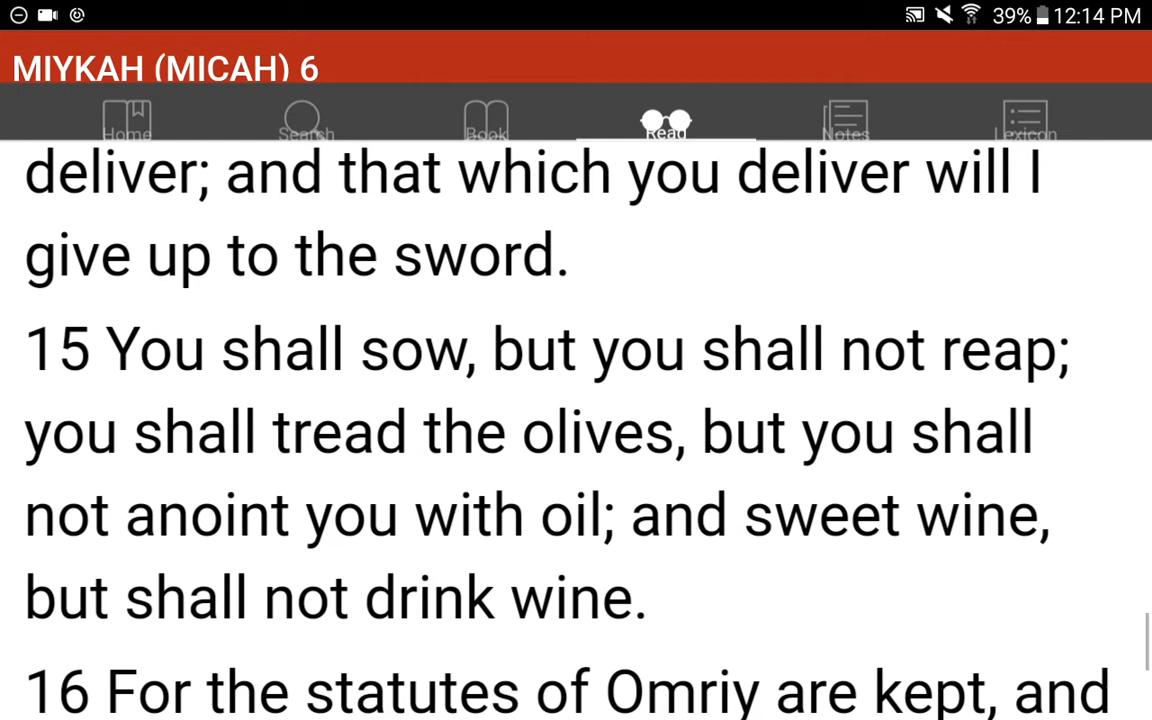 39% 12:14 PM
MIYKAH (MICAH) 6
Home Search Book Read Notes Lexicon
deliver; and that which you deliver will I
give up to the sword.
15 You shall sow, but you shall not reap;
you shall tread the olives, but you shall
not anoint you with oil; and sweet wine,
but shall not drink wine.
16 For the statutes of Omriy are kept, and